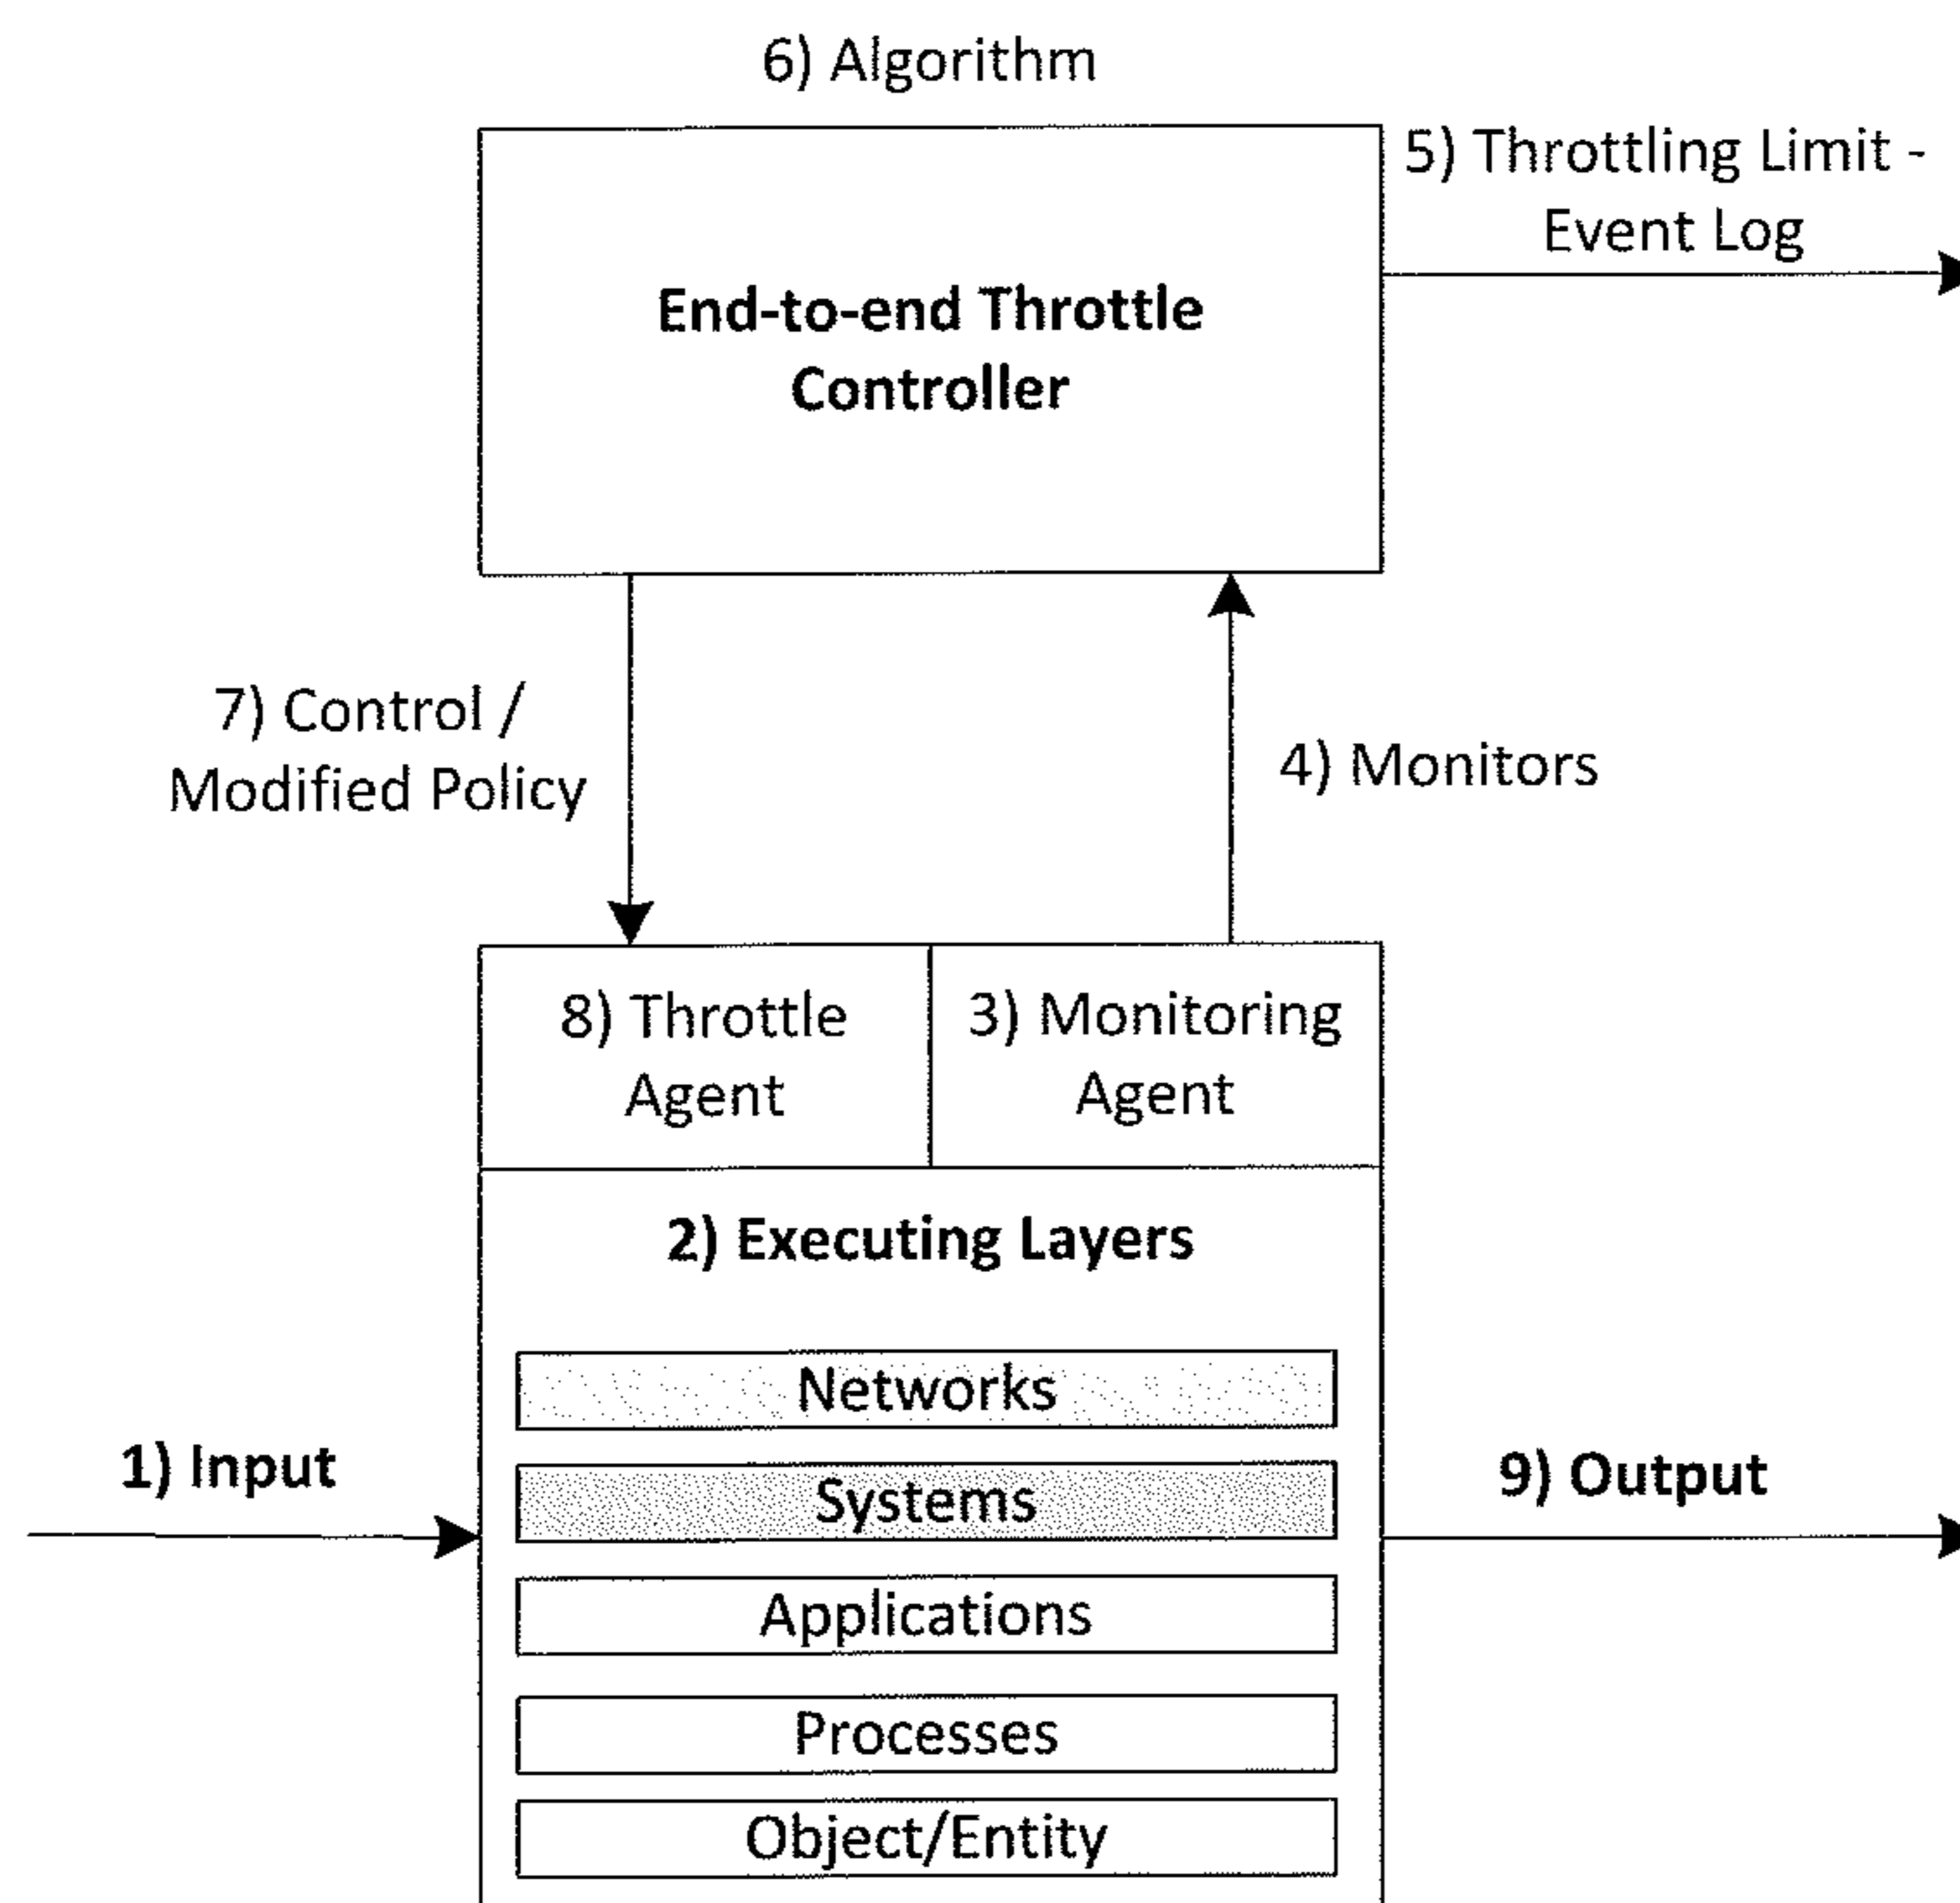 6) Algorithm
5) Throttling Limit -
Event Log
End-to-end Throttle
Controller
7) Control /
Modified Policy
4) Monitors
8) Throttle
Agent
3) Monitoring
Agent
2) Executing Layers
Networks
1) Input
Systems
9) Output
Applications
Processes
Object/Entity